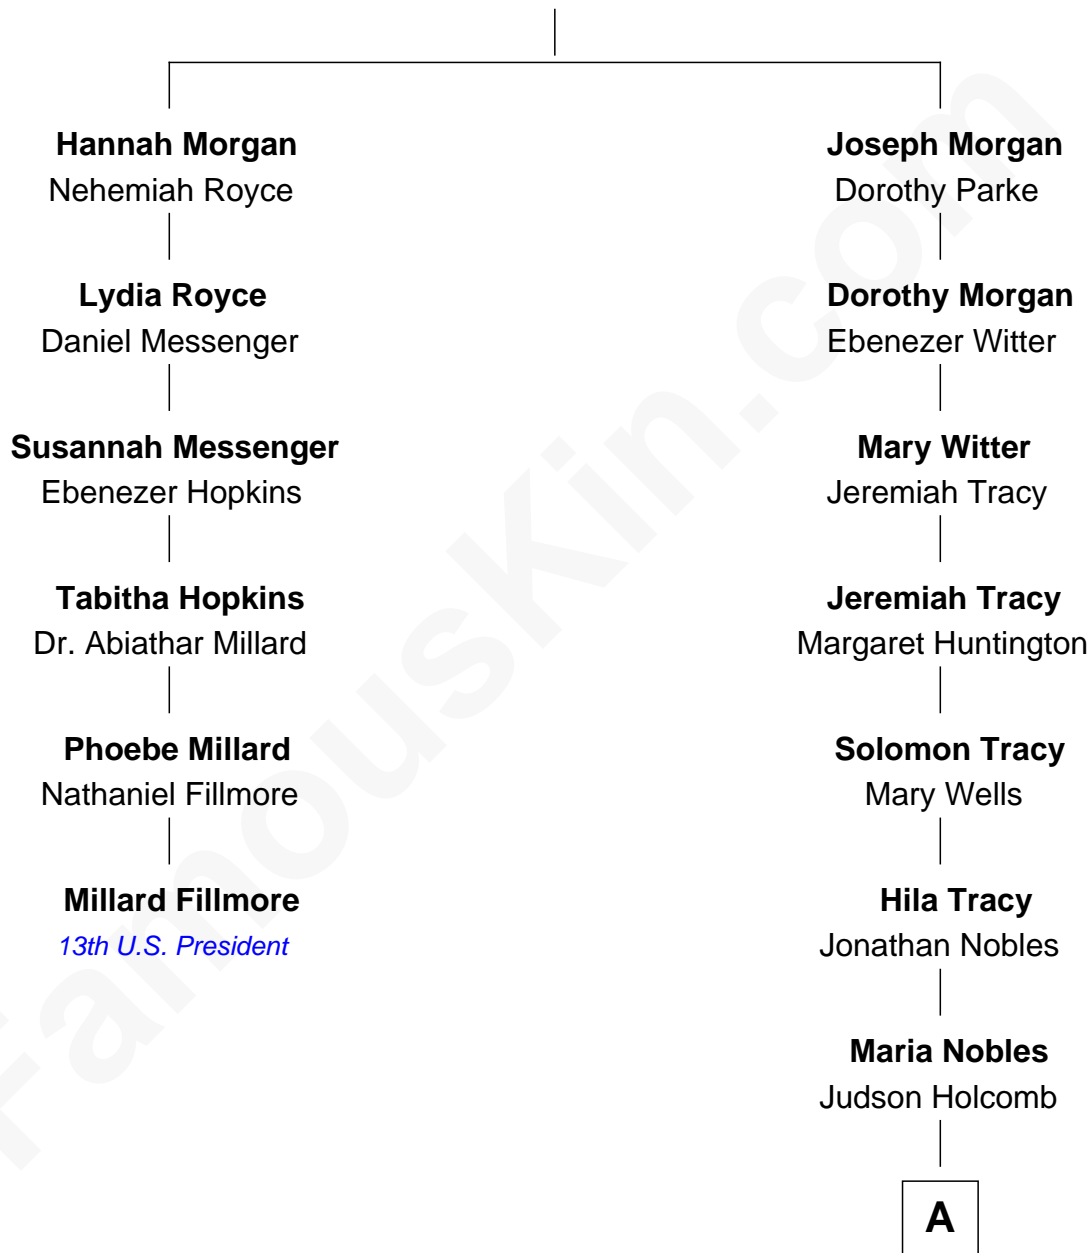 Hannah Morgan
Nehemiah Royce
Lydia Royce
Daniel Messenger
Susannah Messenger
Ebenezer Hopkins
Tabitha Hopkins
Dr. Abiathar Millard
Phoebe Millard
Nathaniel Fillmore
Millard Fillmore
13th U.S. President
Joseph Morgan
Dorothy Parke
Dorothy Morgan
Ebenezer Witter
Mary Witter
Jeremiah Tracy
Jeremiah Tracy
Margaret Huntington
Solomon Tracy
Mary Wells
Hila Tracy
Jonathan Nobles
Maria Nobles
Judson Holcomb
A
FamousKin.com